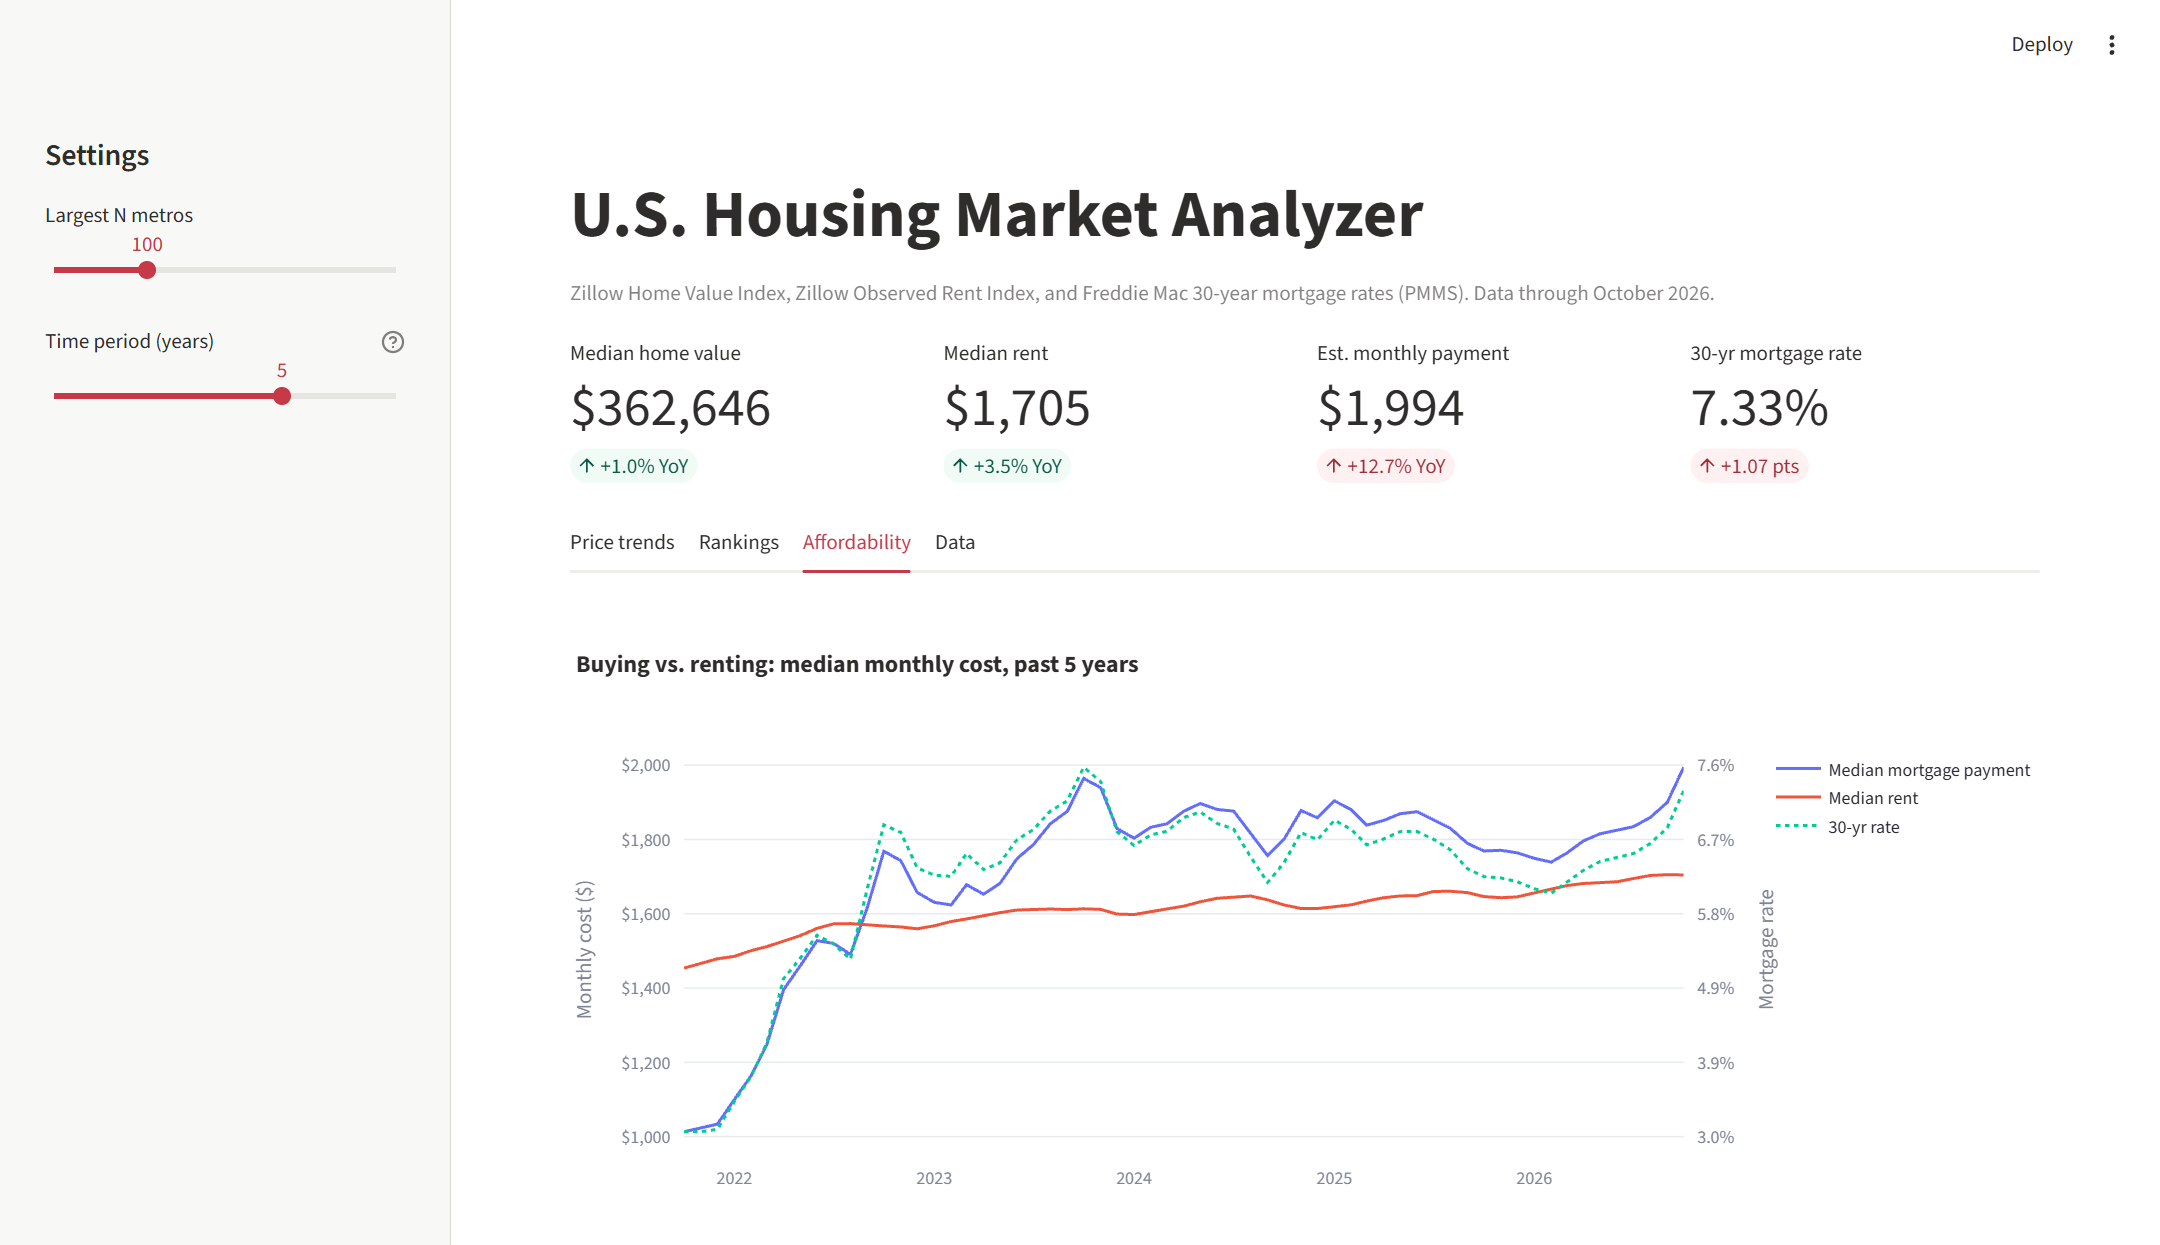 Deploy
Settings
Largest N metros
100
Time period (years)
5
U.S. Housing Market Analyzer
Zillow Home Value Index, Zillow Observed Rent Index, and Freddie Mac 30-year mortgage rates (PMMS). Data through October 2026.
Median home value
$362,646
↑ +1.0% YoY
Median rent
$1,705
↑ +3.5% YoY
Est. monthly payment
$1,994
↑ +12.7% YoY
30-yr mortgage rate
7.33%
↑ +1.07 pts
Price trends Rankings Affordability Data
Buying vs. renting: median monthly cost, past 5 years
Monthly cost ($)
$2,000
$1,800
$1,600
$1,400
$1,200
$1,000
2022 2023 2024 2025 2026
7.6%
6.7%
5.8%
4.9%
3.9%
3.0%
Mortgage rate
Median mortgage payment
Median rent
30-yr rate